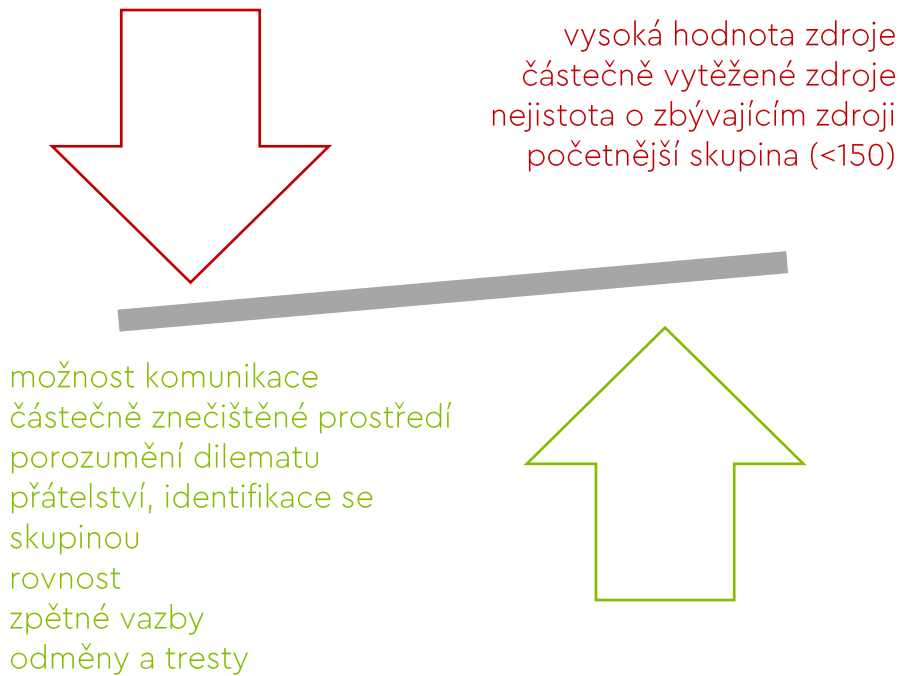 vysoká hodnota zdroje
částečně vytěžené zdroje
nejistota o zbývajícím zdroji
početnější skupina (<150)
možnost komunikace
částečně znečištěné prostředí
porozumění dilematu
přátelství, identifikace se
skupinou
rovnost
zpětné vazby
odměny a tresty